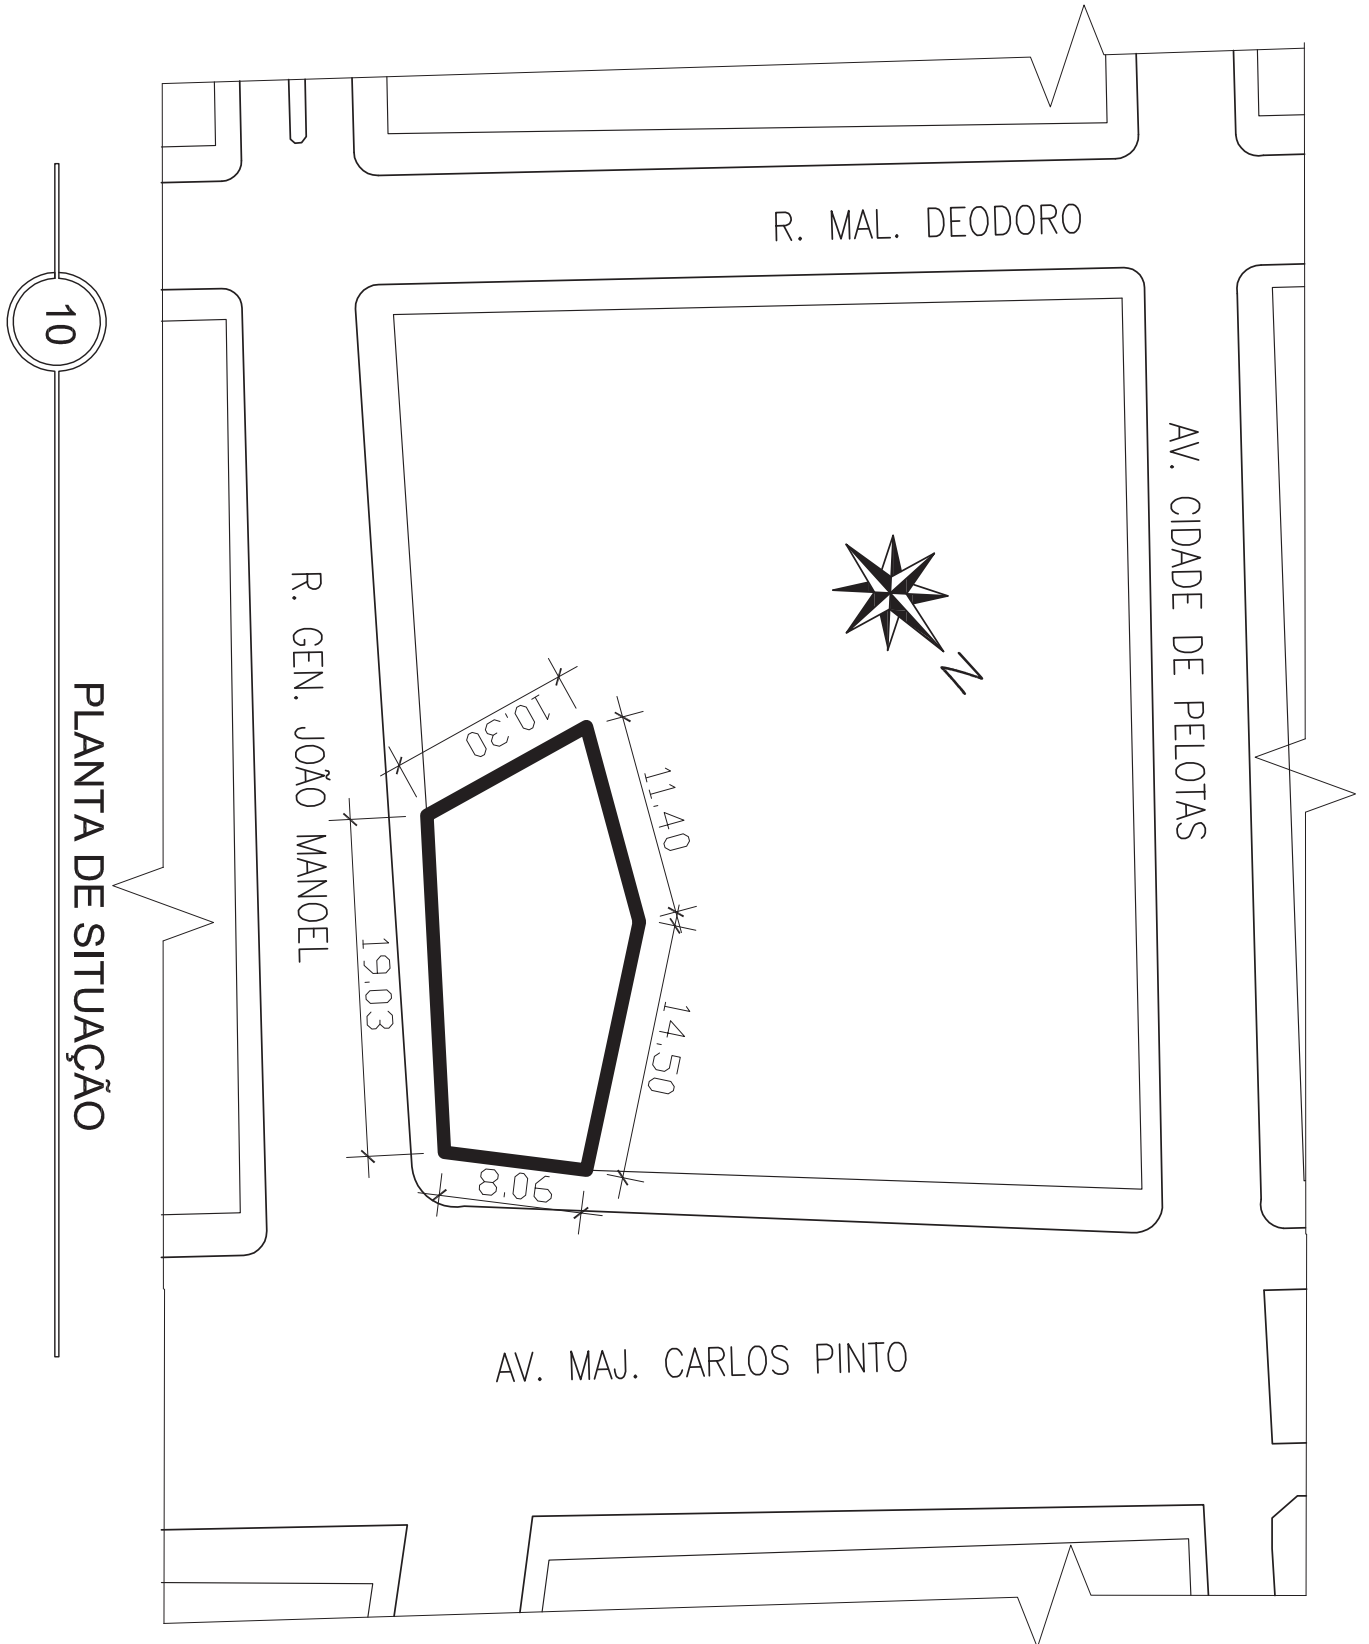 R. MAL. DEODORO
10
AV. CIDADE DE PELOTAS
R. GEN. JOÃO MANOEL
N
10,30
11,40
PLANTA DE SITUAÇÃO
19,03
14,50
8,06
AV. MAJ. CARLOS PINTO